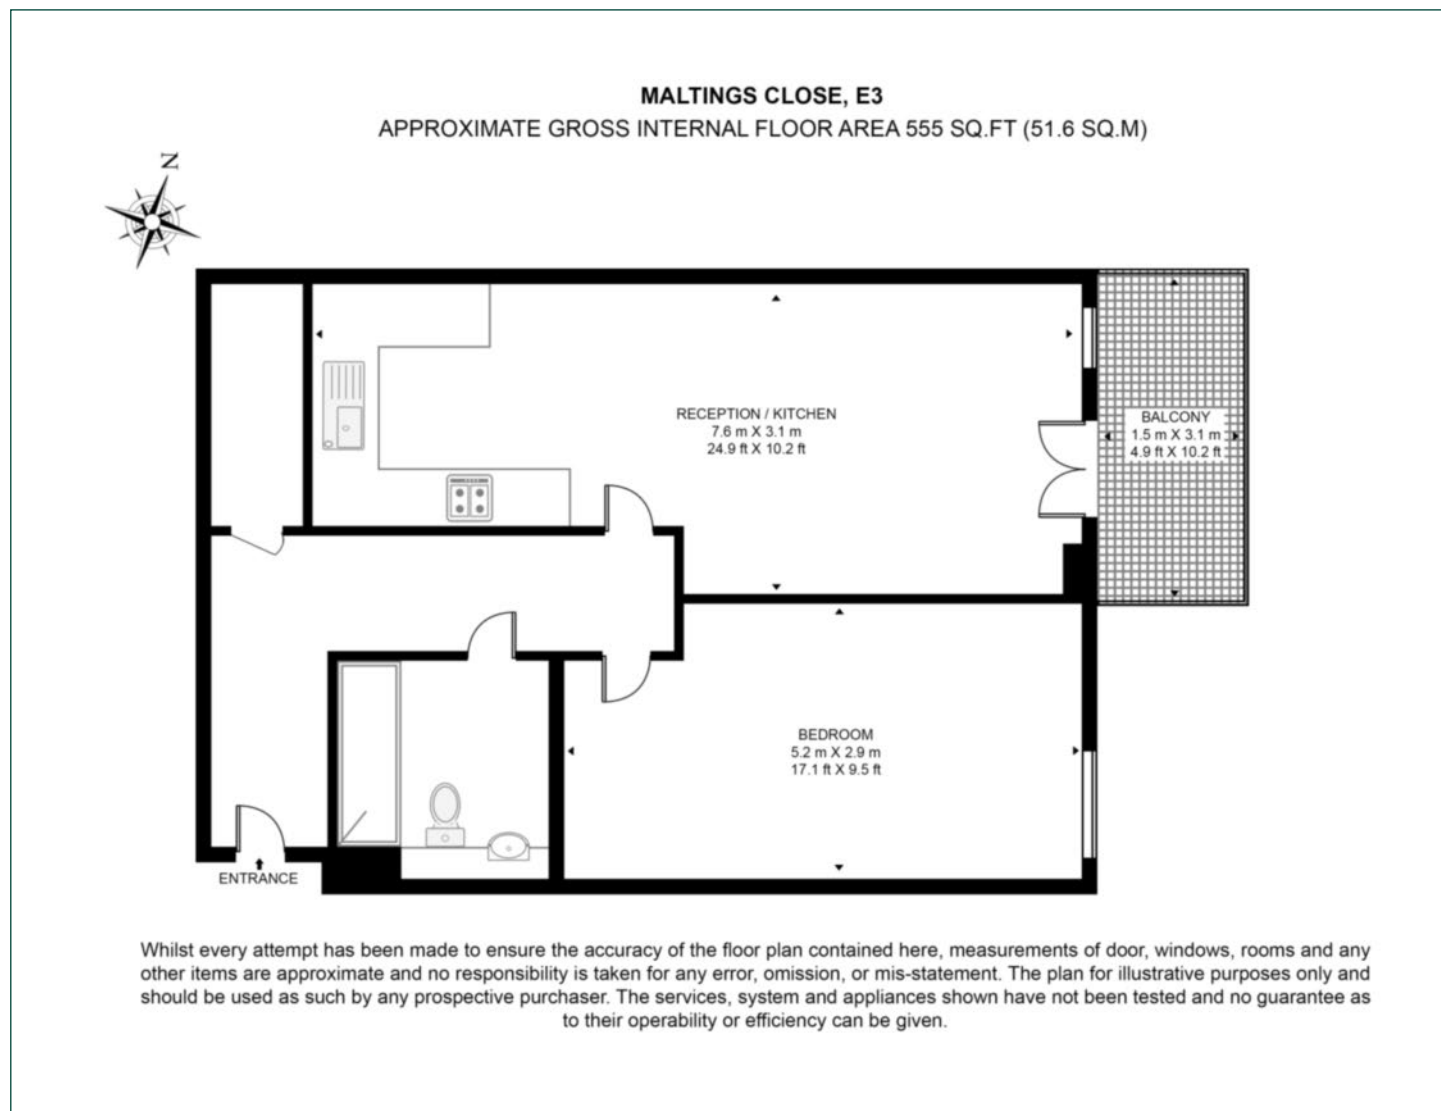 MALTINGS CLOSE, E3
APPROXIMATE GROSS INTERNAL FLOOR AREA 555 SQ.FT (51.6 SQ.M)
N
RECEPTION / KITCHEN
7.6 m X 3.1 m
24.9 ft X 10.2 ft
BALCONY
1.5 m X 3.1 m
4.9 ft X 10.2 ft
BEDROOM
5.2 m X 2.9 m
17.1 ft X 9.5 ft
ENTRANCE
Whilst every attempt has been made to ensure the accuracy of the floor plan contained here, measurements of door, windows, rooms and any
other items are approximate and no responsibility is taken for any error, omission, or mis-statement. The plan for illustrative purposes only and
should be used as such by any prospective purchaser. The services, system and appliances shown have not been tested and no guarantee as
to their operability or efficiency can be given.